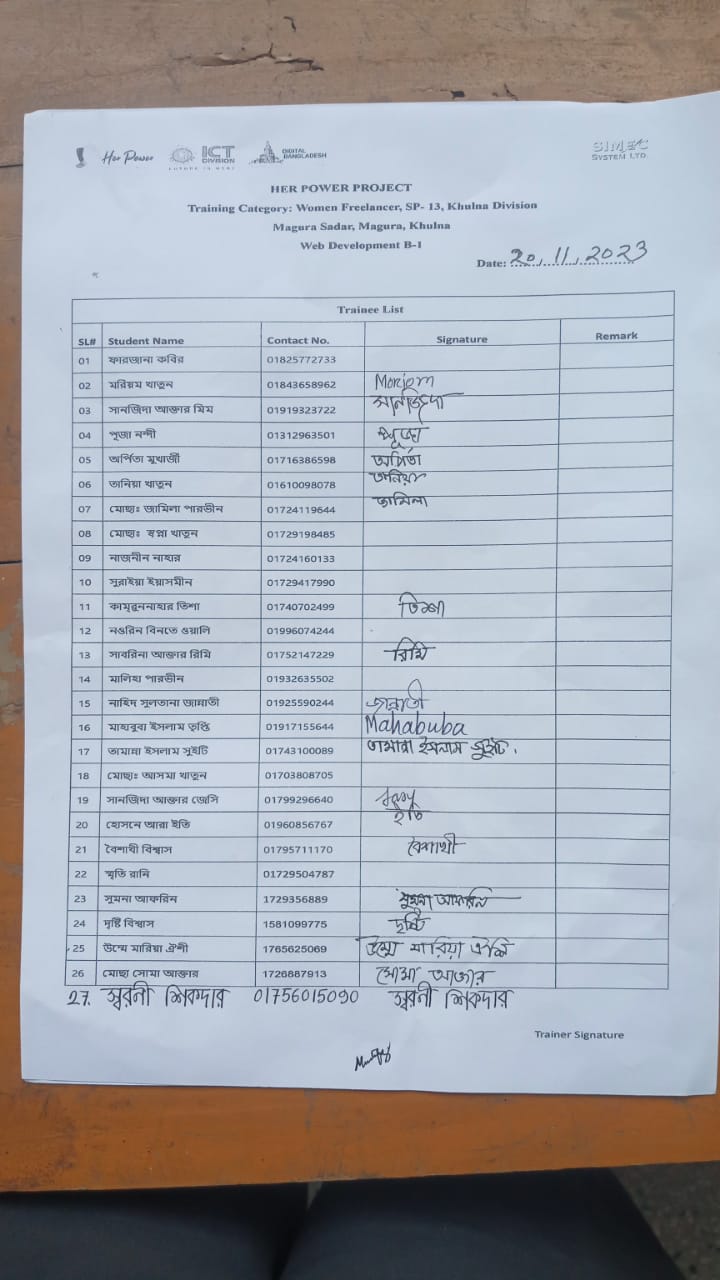 Her Power
ICT DIVISION
FUTURE IS HERE
DIGITAL BANGLADESH
SIMEC SYSTEM LTD.
HER POWER PROJECT
Training Category: Women Freelancer, SP- 13, Khulna Division
Magura Sadar, Magura, Khulna
Web Development B-1
Date: 20.11.2023
Trainee List
SL# Student Name Contact No. Signature Remark
01 ফারজানা কবির 01825772733
02 মরিয়ম খাতুন 01843658962 Moriom
03 সানজিদা আক্তার মিম 01919323722 সানজিদা
04 পূজা নন্দী 01312963501 পূজা
05 অর্পিতা মুখার্জী 01716386598 অর্পিতা
06 তানিয়া খাতুন 01610098078 তানিয়া
07 মোছাঃ জামিলা পারভীন 01724119644 জামিলা
08 মোছাঃ স্বপ্না খাতুন 01729198485
09 নাজনীন নাহার 01724160133
10 সুরাইয়া ইয়াসমীন 01729417990
11 কামরুননাহার তিশা 01740702499 তিশা
12 নওরিন বিনতে ওয়ালি 01996074244
13 সাবরিনা আক্তার রিমি 01752147229 রিমি
14 মালিহা পারভীন 01932635502
15 নাহিদ সুলতানা জান্নাতী 01925590244 জান্নাতী
16 মাহবুবা ইসলাম তৃপ্তি 01917155644 Mahabuba
17 তামান্না ইসলাম সুইটি 01743100089 তামান্না ইসলাম সুইটি.
18 মোছাঃ আসমা খাতুন 01703808705
19 সানজিদা আক্তার জেসি 01799296640
20 হোসনে আরা ইতি 01960856767 ইতি
21 বৈশাখী বিশ্বাস 01795711170 বৈশাখী
22 স্মৃতি রানি 01729504787
23 সুমনা আফরিন 1729356889 সুমনা আফরিন
24 দৃষ্টি বিশ্বাস 1581099775 দৃষ্টি
25 উম্মে মারিয়া ঐশী 1765625069 উম্মে মারিয়া ঐশি
26 মোছা সোমা আক্তার 1726887913 সোমা আক্তার
27. স্বরনী শিকদার 01756015090 স্বরনী শিকদার
Trainer Signature